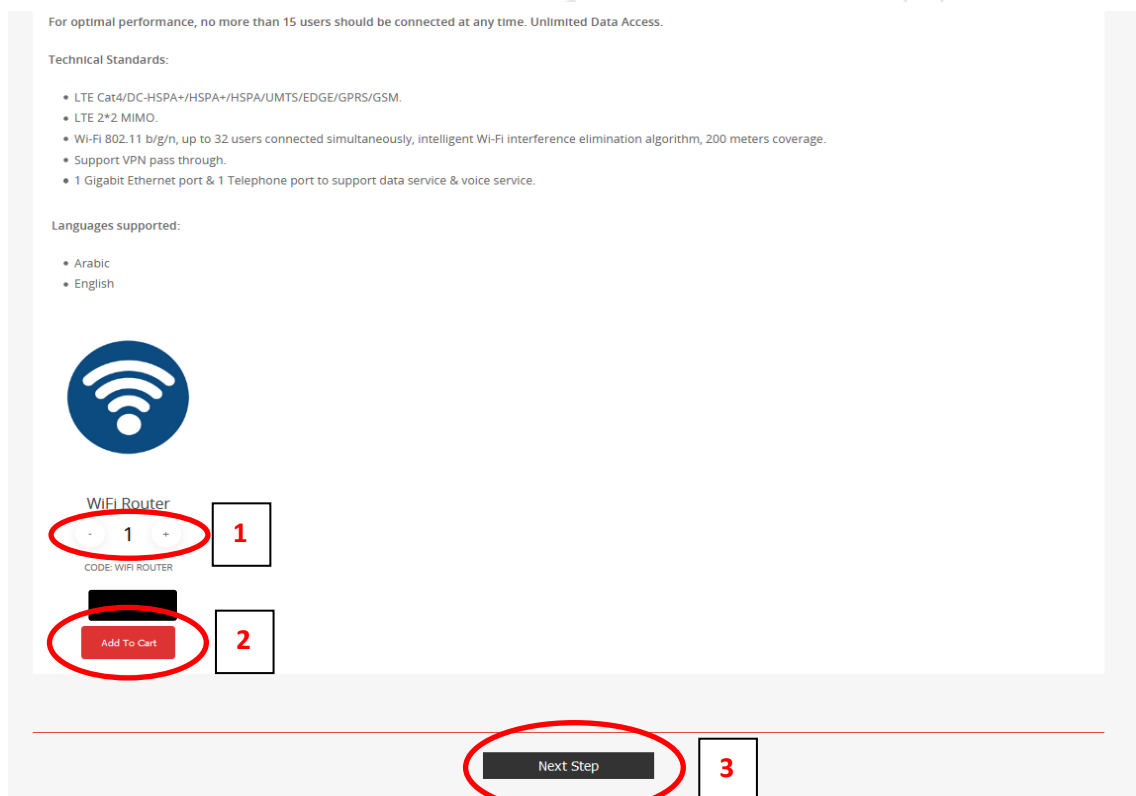 For optimal performance, no more than 15 users should be connected at any time. Unlimited Data Access.
Technical Standards:
• LTE Cat4/DC-HSPA+/HSPA+/HSPA/UMTS/EDGE/GPRS/GSM.
• LTE 2*2 MIMO.
• Wi-Fi 802.11 b/g/n, up to 32 users connected simultaneously, intelligent Wi-Fi interference elimination algorithm, 200 meters coverage.
• Support VPN pass through.
• 1 Gigabit Ethernet port & 1 Telephone port to support data service & voice service.
Languages supported:
• Arabic
• English
WiFi Router
- 1 + 1
CODE: WIFI ROUTER
Add To Cart 2
Next Step 3